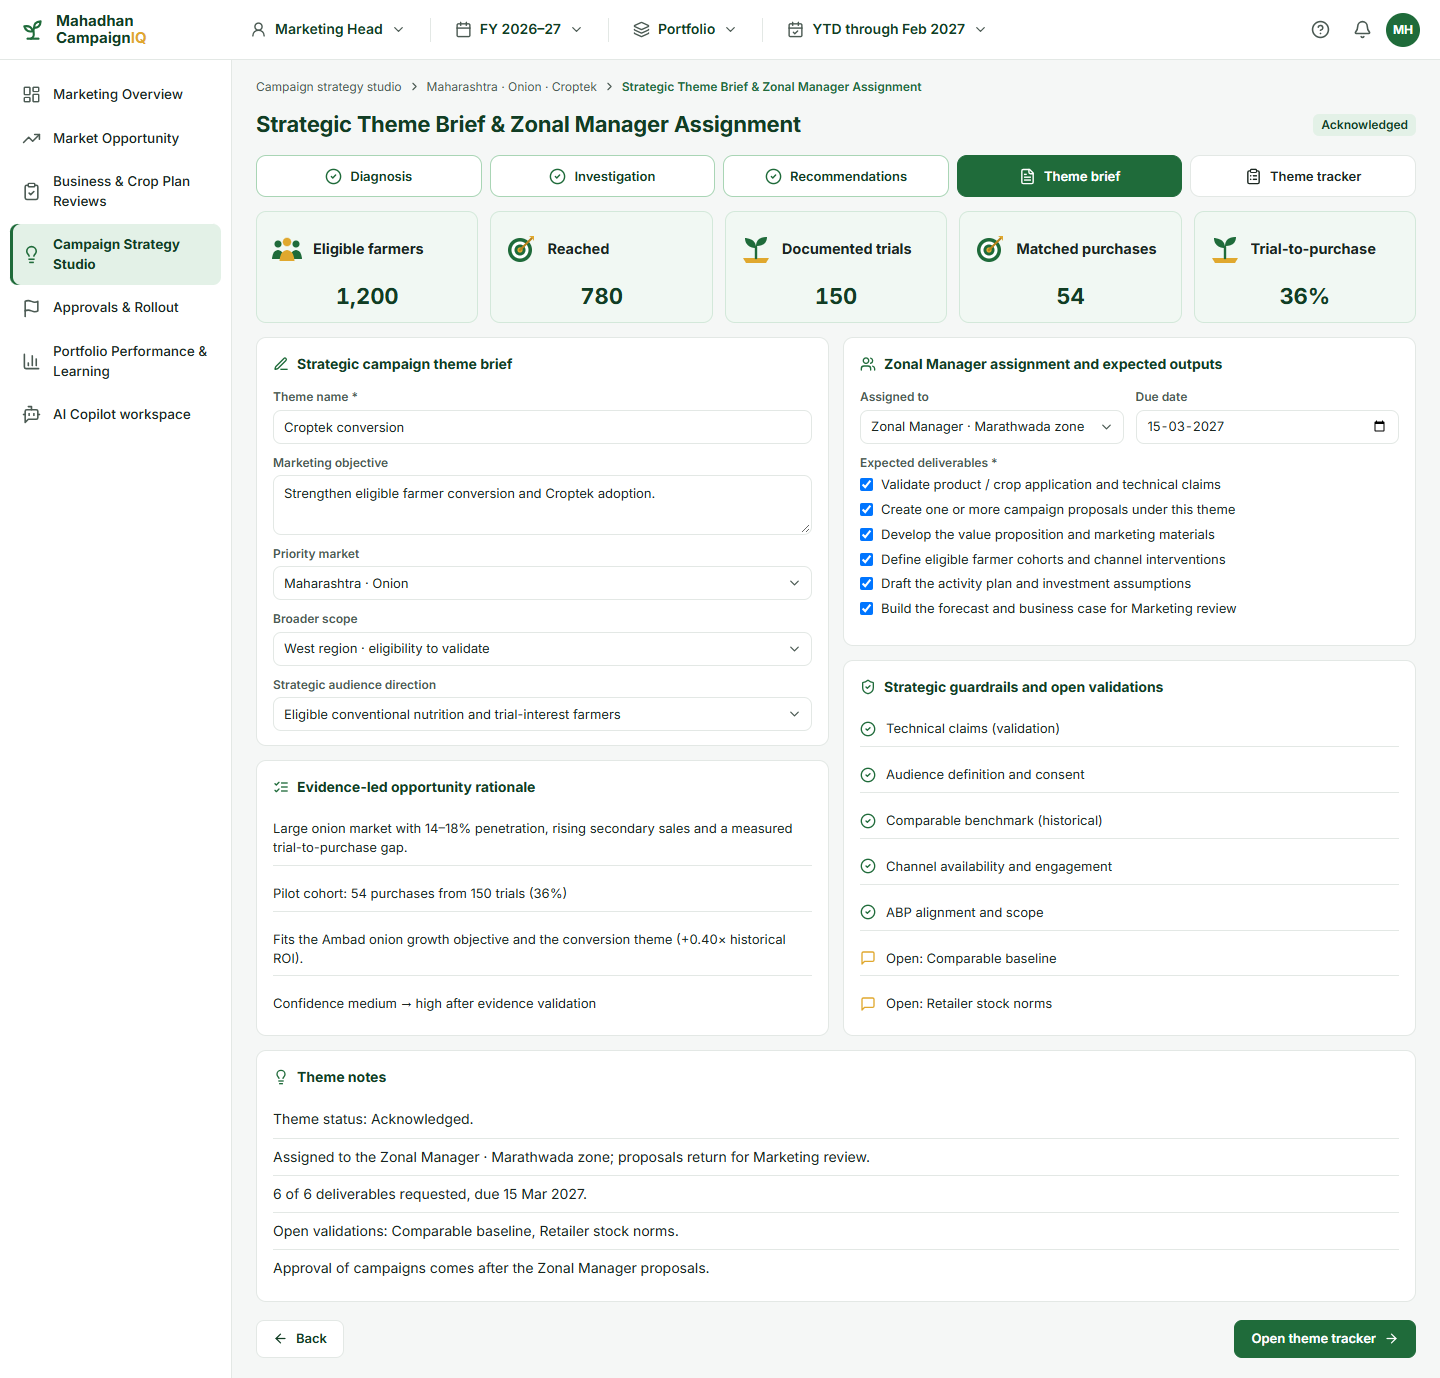 Mahadhan
CampaignIQ
Marketing Head
FY 2026–27
Portfolio
YTD through Feb 2027
MH
Marketing Overview
Market Opportunity
Business & Crop Plan
Reviews
Campaign Strategy
Studio
Approvals & Rollout
Portfolio Performance &
Learning
AI Copilot workspace
Campaign strategy studio > Maharashtra · Onion · Croptek > Strategic Theme Brief & Zonal Manager Assignment
Strategic Theme Brief & Zonal Manager Assignment
Acknowledged
Diagnosis
Investigation
Recommendations
Theme brief
Theme tracker
Eligible farmers
1,200
Reached
780
Documented trials
150
Matched purchases
54
Trial-to-purchase
36%
Strategic campaign theme brief
Theme name *
Croptek conversion
Marketing objective
Strengthen eligible farmer conversion and Croptek adoption.
Priority market
Maharashtra · Onion
Broader scope
West region · eligibility to validate
Strategic audience direction
Eligible conventional nutrition and trial-interest farmers
Evidence-led opportunity rationale
Large onion market with 14–18% penetration, rising secondary sales and a measured
trial-to-purchase gap.
Pilot cohort: 54 purchases from 150 trials (36%)
Fits the Ambad onion growth objective and the conversion theme (+0.40× historical
ROI).
Confidence medium → high after evidence validation
Zonal Manager assignment and expected outputs
Assigned to
Due date
Zonal Manager · Marathwada zone
15-03-2027
Expected deliverables *
Validate product / crop application and technical claims
Create one or more campaign proposals under this theme
Develop the value proposition and marketing materials
Define eligible farmer cohorts and channel interventions
Draft the activity plan and investment assumptions
Build the forecast and business case for Marketing review
Strategic guardrails and open validations
Technical claims (validation)
Audience definition and consent
Comparable benchmark (historical)
Channel availability and engagement
ABP alignment and scope
Open: Comparable baseline
Open: Retailer stock norms
Theme notes
Theme status: Acknowledged.
Assigned to the Zonal Manager · Marathwada zone; proposals return for Marketing review.
6 of 6 deliverables requested, due 15 Mar 2027.
Open validations: Comparable baseline, Retailer stock norms.
Approval of campaigns comes after the Zonal Manager proposals.
← Back
Open theme tracker →